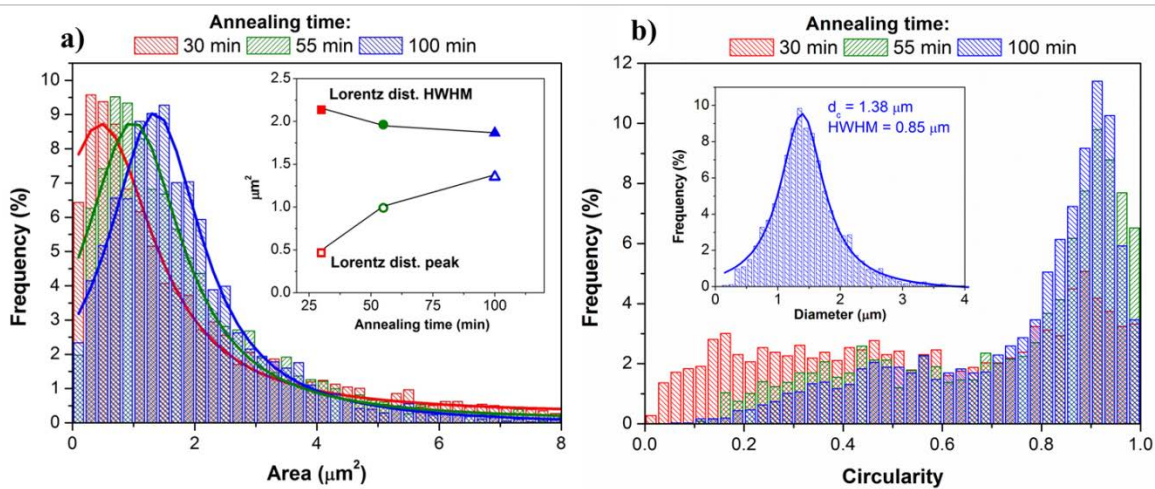 Annealing time:
30 min 55 min 100 min
a)
Frequency (%)
10
9
8
7
6
5
4
3
2
1
0
0 2 4 6 8
Area (μm²)
Lorentz dist. HWHM
Lorentz dist. peak
μm²
2.5
2.0
1.5
1.0
0.5
0.0
25 50 75 100
Annealing time (min)
Annealing time:
30 min 55 min 100 min
b)
Frequency (%)
12
10
8
6
4
2
0
0.0 0.2 0.4 0.6 0.8 1.0
Circularity
d_c = 1.38 μm
HWHM = 0.85 μm
Frequency (%)
10
8
6
4
2
0
0 1 2 3 4
Diameter (μm)